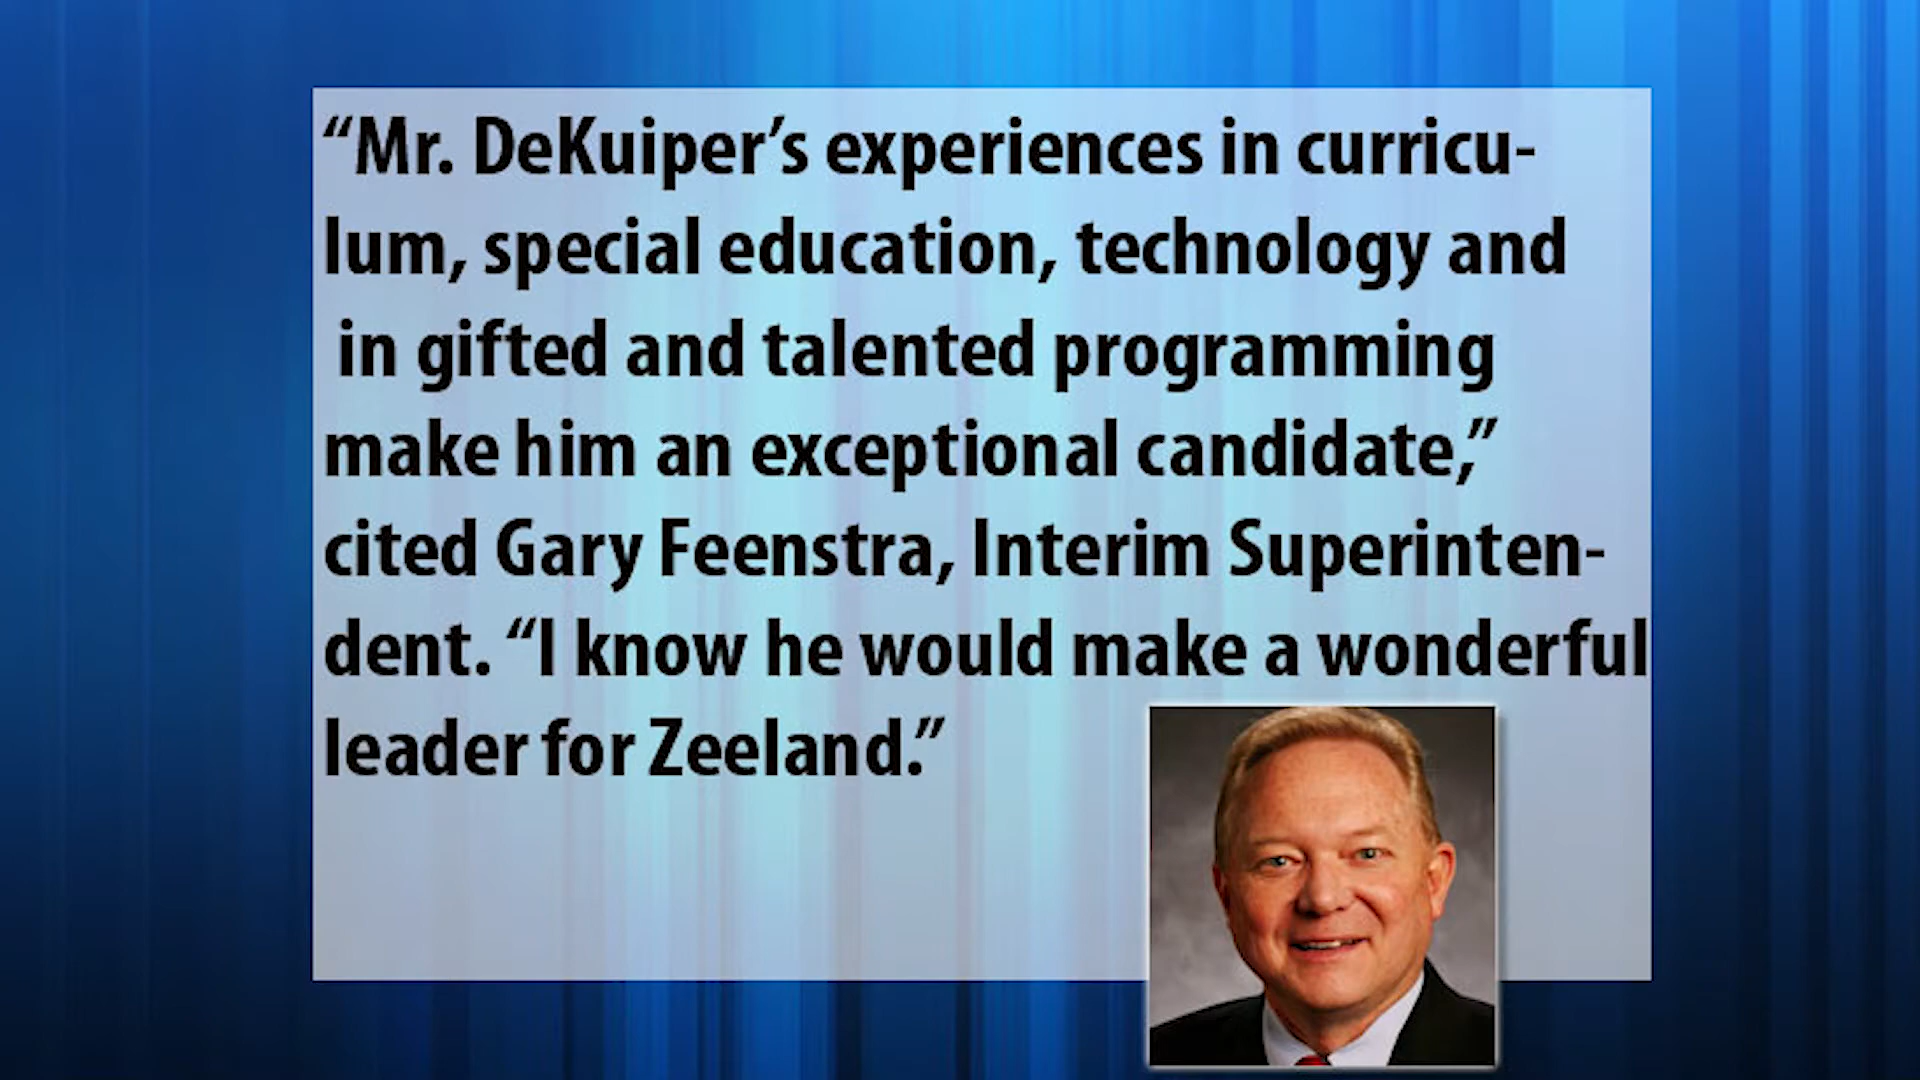 “Mr. DeKuiper’s experiences in curricu-
lum, special education, technology and
in gifted and talented programming
make him an exceptional candidate,”
cited Gary Feenstra, Interim Superinten-
dent. “I know he would make a wonderful
leader for Zeeland.”